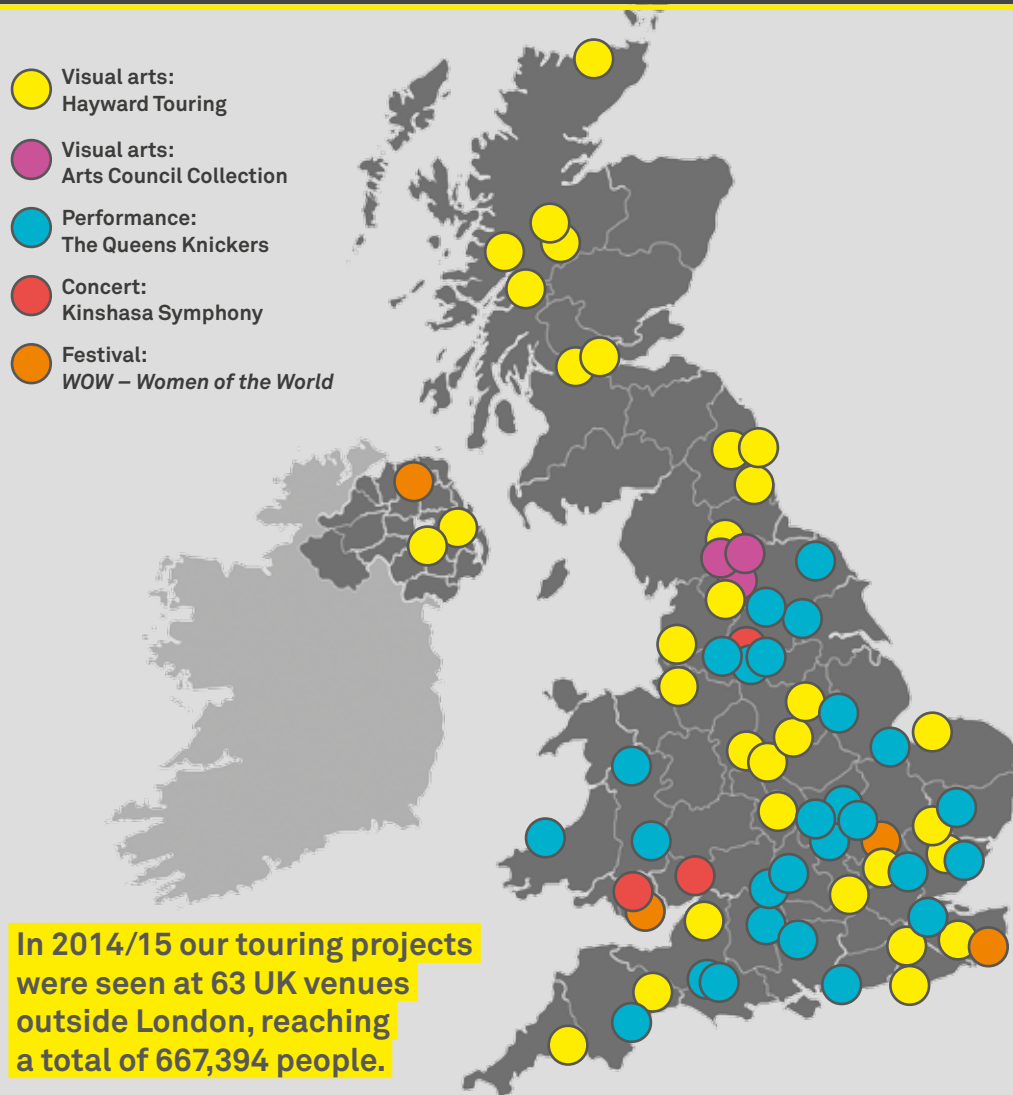 Visual arts:
Hayward Touring
Visual arts:
Arts Council Collection
Performance:
The Queens Knickers
Concert:
Kinshasa Symphony
Festival:
WOW – Women of the World
In 2014/15 our touring projects
were seen at 63 UK venues
outside London, reaching
a total of 667,394 people.